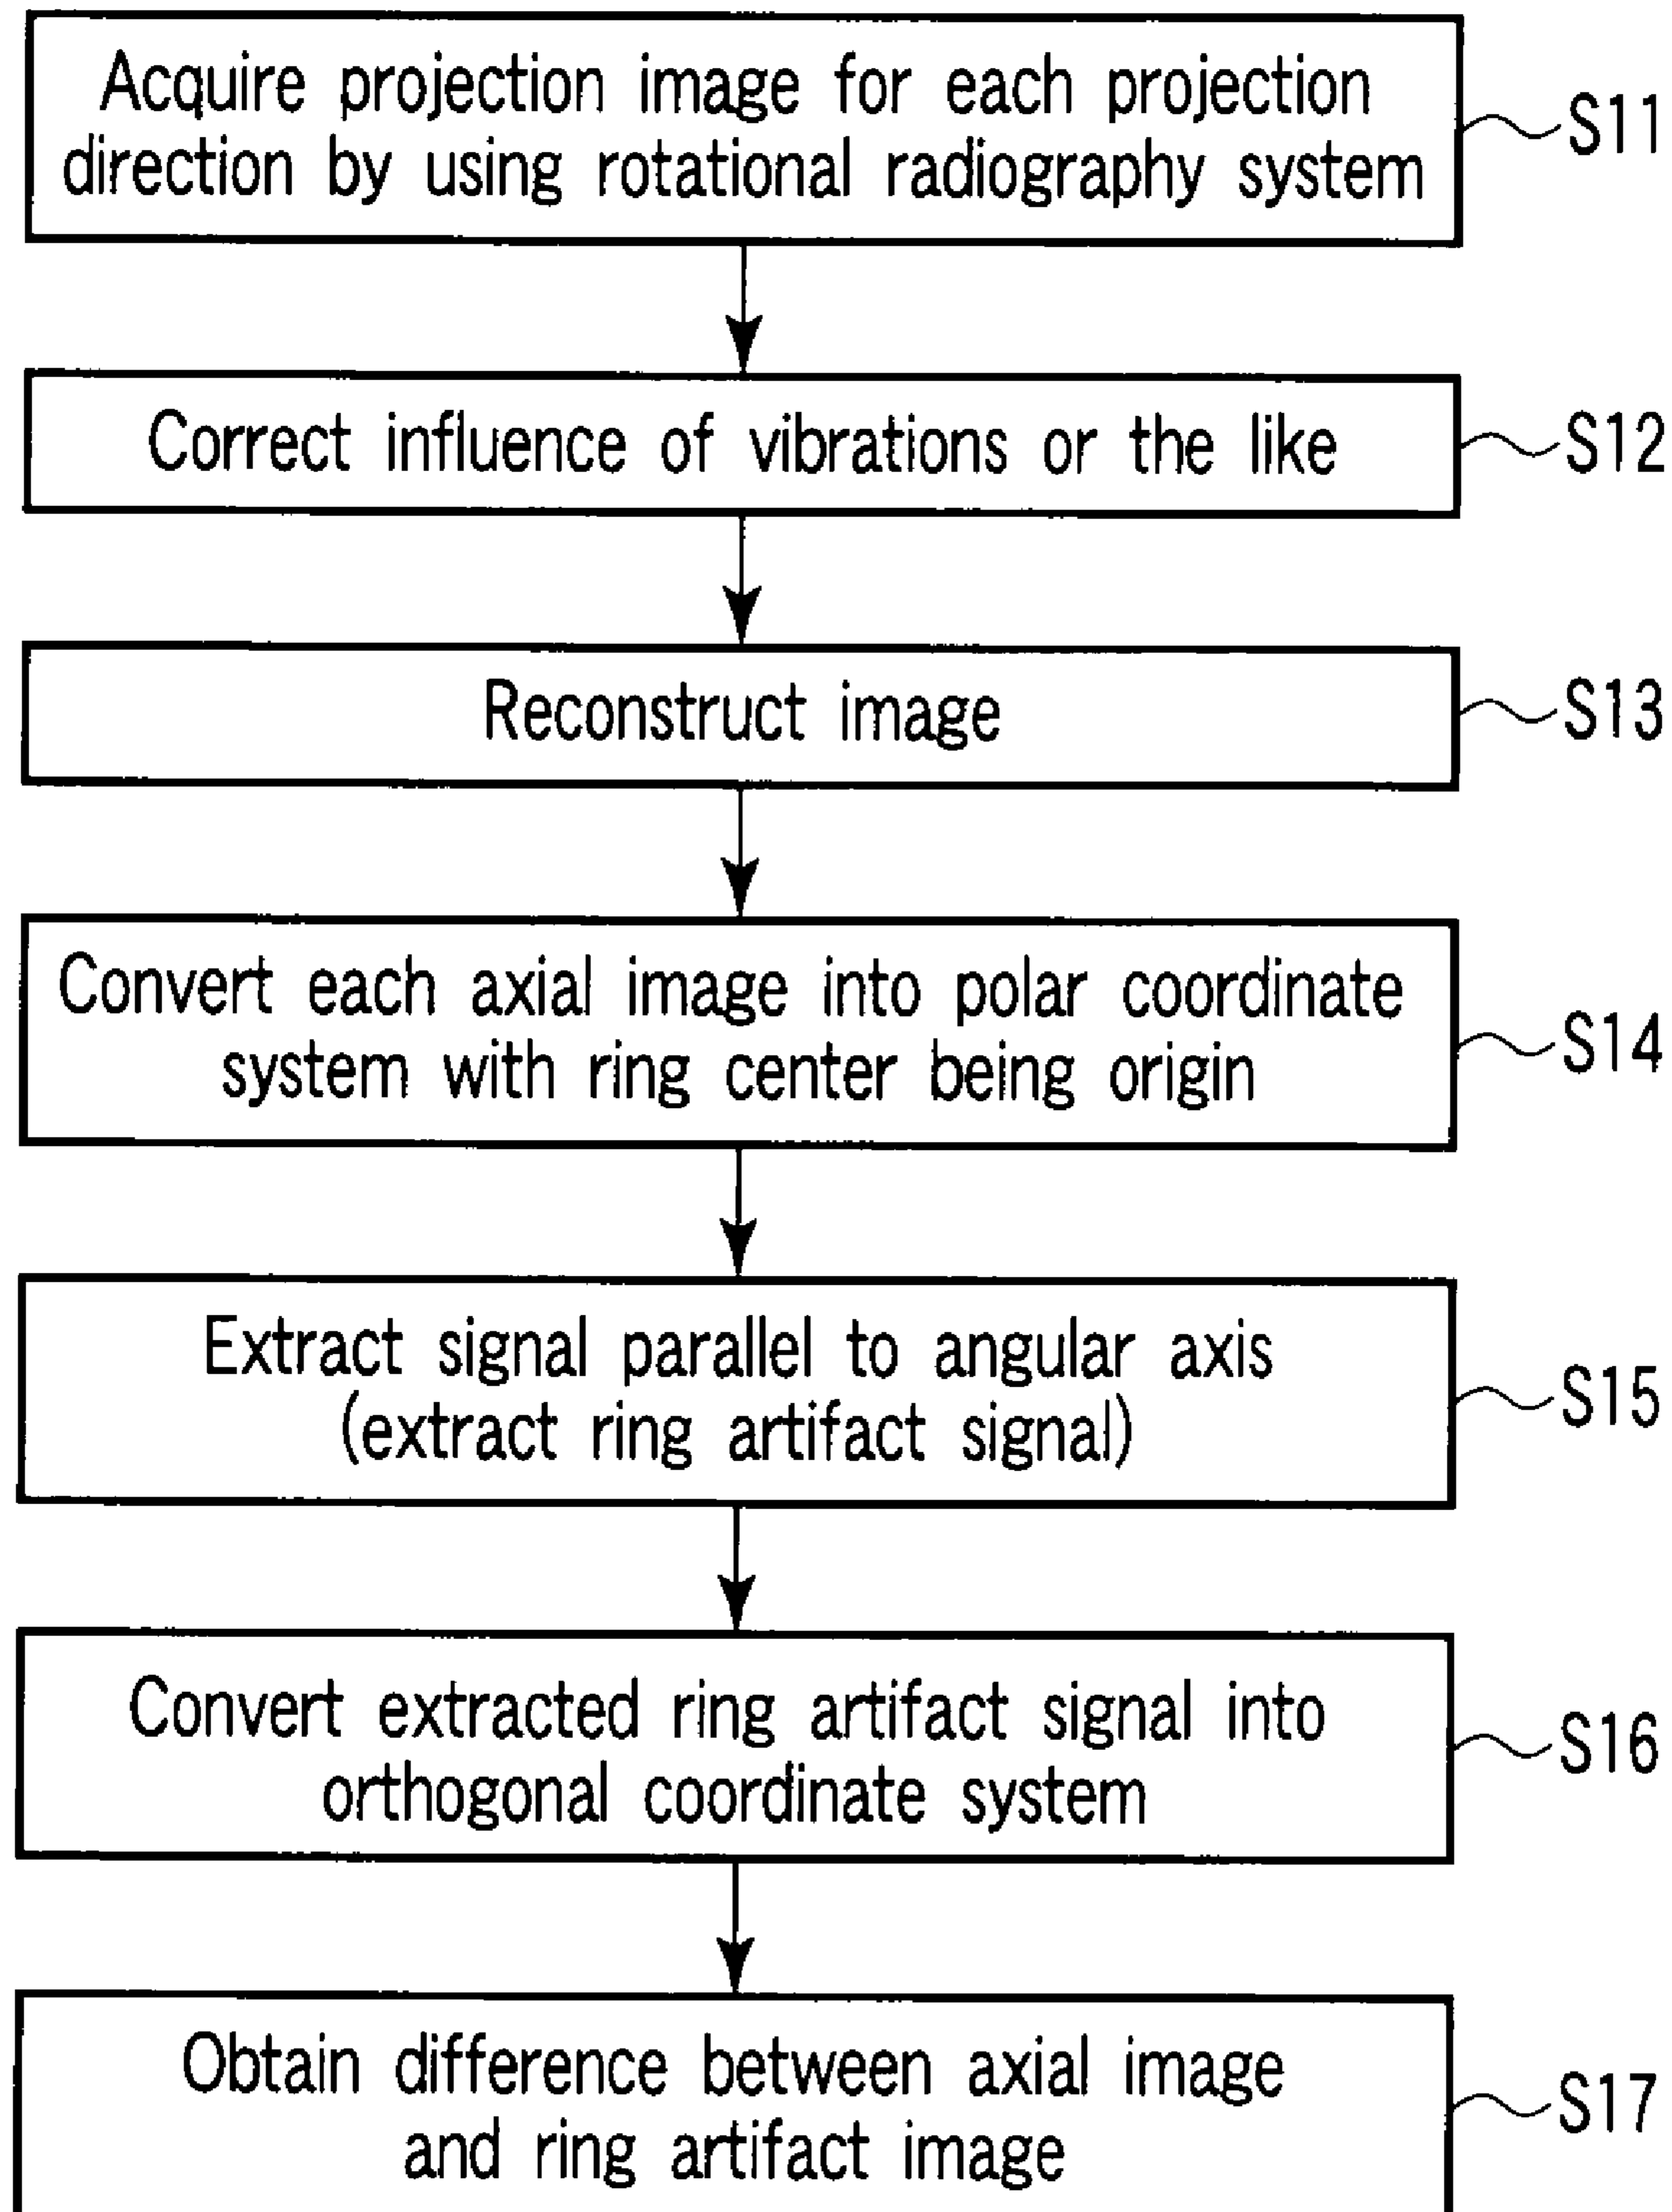 Acquire projection image for each projection
direction by using rotational radiography system
S11
Correct influence of vibrations or the like
S12
Reconstruct image
S13
Convert each axial image into polar coordinate
system with ring center being origin
S14
Extract signal parallel to angular axis
(extract ring artifact signal)
S15
Convert extracted ring artifact signal into
orthogonal coordinate system
S16
Obtain difference between axial image
and ring artifact image
S17